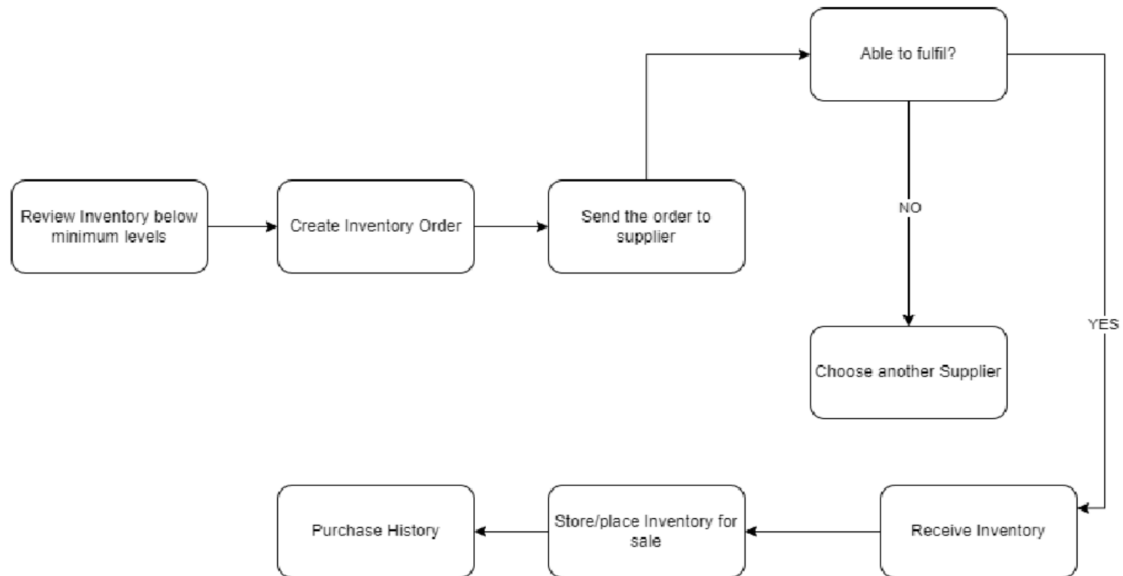 Able to fulfil?
Review Inventory below
minimum levels
Create Inventory Order
Send the order to
supplier
NO
YES
Choose another Supplier
Purchase History
Store/place Inventory for
sale
Receive Inventory